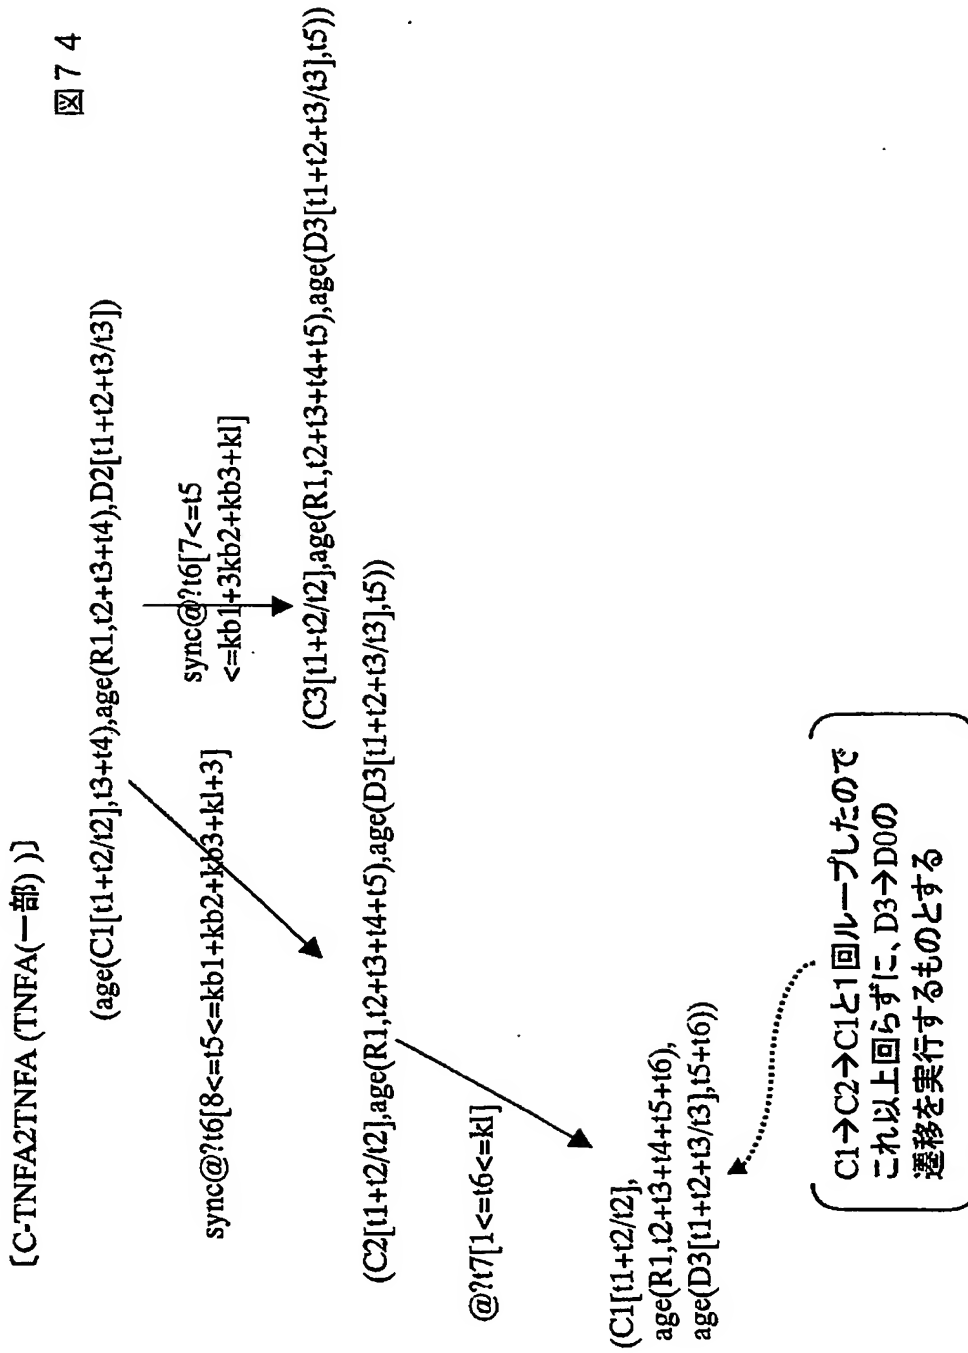 図74
[C-TNFA2TNFA (TNFA(一部) )]
(age(C1[t1+t2/t2],t3+t4),age(R1,t2+t3+t4),D2[t1+t2+t3/t3])
sync@?t6[8<=t5<=kb1+kb2+kb3+kl+3]
sync@?t6[7<=t5
<=kb1+3kb2+kb3+kl]
(C3[t1+t2/t2],age(R1,t2+t3+t4+t5),age(D3[t1+t2+t3/t3],t5))
(C2[t1+t2/t2],age(R1,t2+t3+t4+t5),age(D3[t1+t2+t3/t3],t5))
@?t7[1<=t6<=kl]
(C1[t1+t2/t2],
age(R1,t2+t3+t4+t5+t6),
age(D3[t1+t2+t3/t3],t5+t6))
C1→C2→C1と1回ループしたので
これ以上回らずに、D3→D0の
遷移を実行するものとする